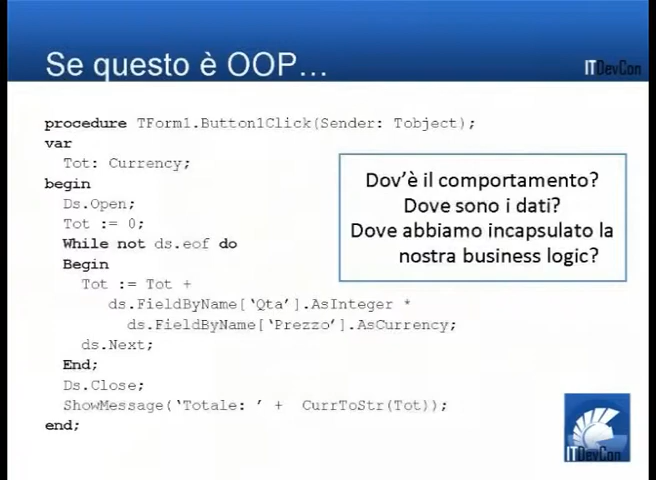 Se questo è OOP...
ITDevCon
procedure TForm1.Button1Click(Sender: Tobject);
var
Tot: Currency;
begin
Ds.Open;
Tot := 0;
While not ds.eof do
Begin
Tot := Tot +
ds.FieldByName[‘Qta’].AsInteger *
ds.FieldByName[‘Prezzo’].AsCurrency;
ds.Next;
End;
Ds.Close;
ShowMessage(‘Totale: ’ + CurrToStr(Tot));
end;
Dov’è il comportamento?
Dove sono i dati?
Dove abbiamo incapsulato la
nostra business logic?
ITDevCon